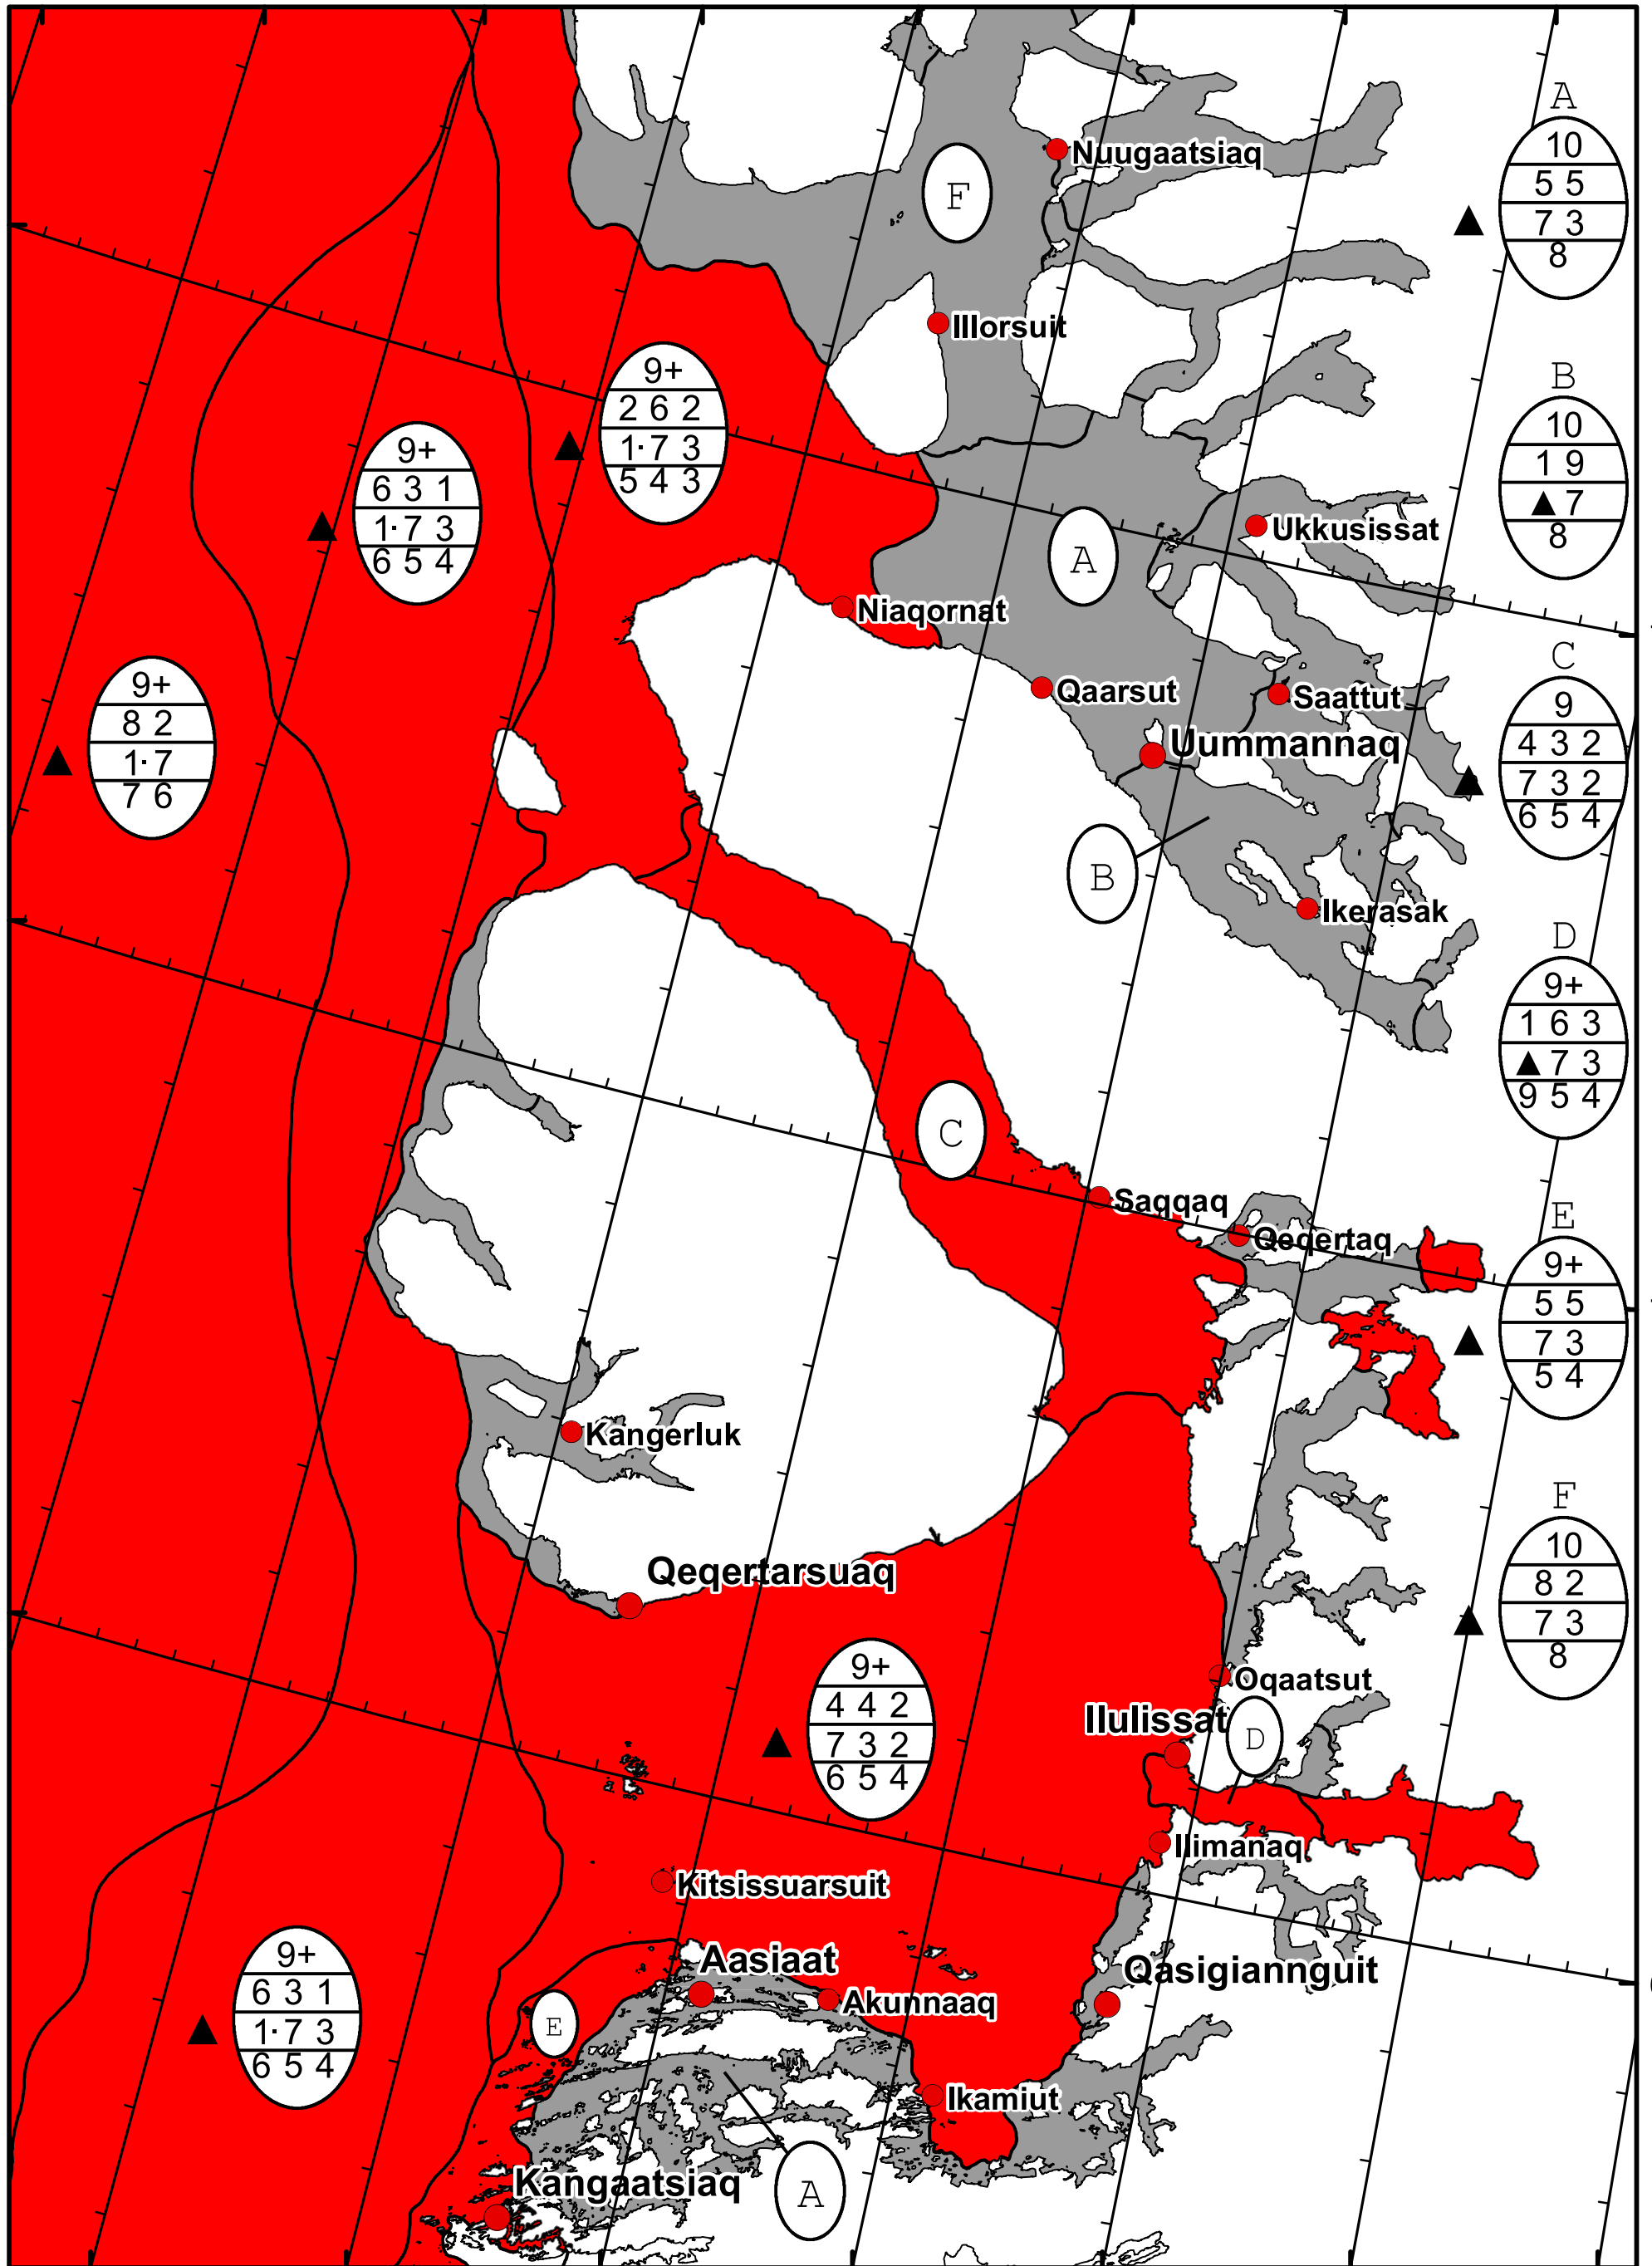 A
10
5 5
7 3
8
Nuugaatsiaq
F
Illorsuit
9+
2 6 2
1· 7 3
5 4 3
B
10
1 9
▲ 7
8
9+
6 3 1
1· 7 3
6 5 4
Ukkusissat
A
Niaqornat
C
9
4 3 2
7 3 2
6 5 4
Qaarsut
Saattut
Uummannaq
9+
8 2
1· 7
7 6
B
Ikerasak
D
9+
1 6 3
▲ 7 3
9 5 4
C
Saqqaq
Qeqertaq
E
9+
5 5
7 3
5 4
Kangerluk
F
10
8 2
7 3
8
Qeqertarsuaq
Oqaatsut
9+
4 4 2
7 3 2
6 5 4
Ilulissat
D
Ilimanaq
Kitsissuarsuit
9+
6 3 1
1· 7 3
6 5 4
Aasiaat
Qasigiannguit
Akunnaaq
E
Ikamiut
Kangaatsiaq
A